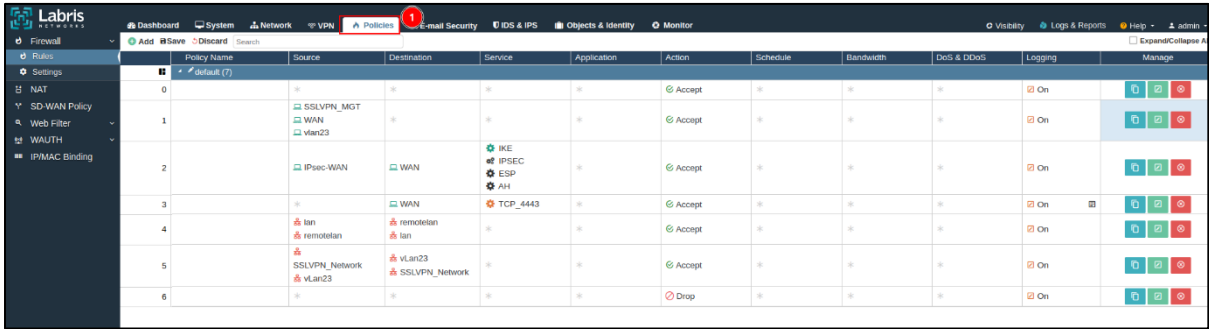 Labris
NETWORKS
Dashboard System Network VPN Policies 1 E-mail Security IDS & IPS Objects & Identity Monitor Visibility Logs & Reports Help admin
Firewall
Rules
Settings
NAT
SD-WAN Policy
Web Filter
WAUTH
IP/MAC Binding
Add Save Discard Search Expand/Collapse Al
Policy Name Source Destination Service Application Action Schedule Bandwidth DoS & DDoS Logging Manage
default (7)
0 * * * * Accept * * * On
1 SSLVPN_MGT * * * Accept * * * On
WAN
vlan23
2 IPsec-WAN WAN IKE * Accept * * * On
IPSEC
ESP
AH
3 * WAN TCP_4443 * Accept * * * On
4 lan remotelan * * Accept * * * On
remotelan lan
5 SSLVPN_Network vLan23 * * Accept * * * On
vLan23 SSLVPN_Network
6 * * * * Drop * * * On